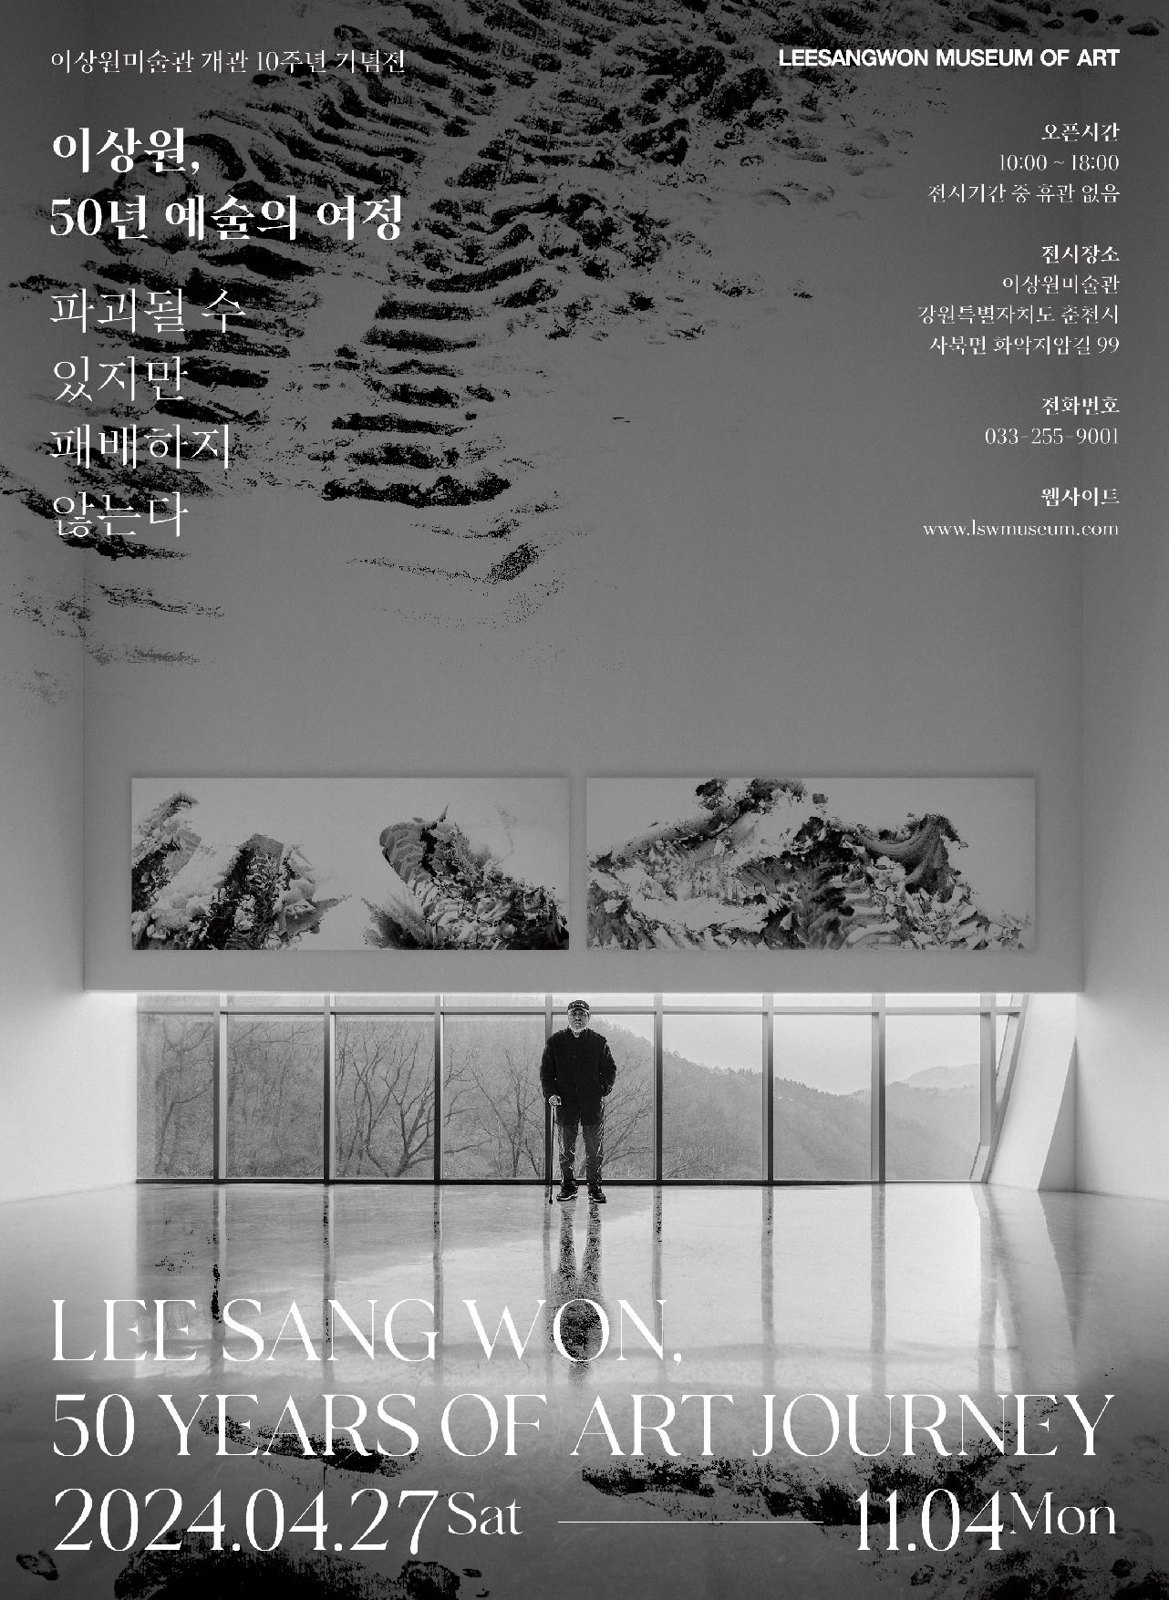 이상원미술관 개관 10주년 기념전
이상원,
50년 예술의 여정
파괴될 수
있지만
패배하지
않는다
LEESANGWON MUSEUM OF ART
오픈시간
10:00 ~ 18:00
전시기간 중 휴관 없음
전시장소
이상원미술관
강원특별자치도 춘천시
사북면 화악지암길 99
전화번호
033-255-9001
웹사이트
www.lswmuseum.com
LEE SANG WON,
50 YEARS OF ART JOURNEY
2024.04.27 Sat — 11.04 Mon